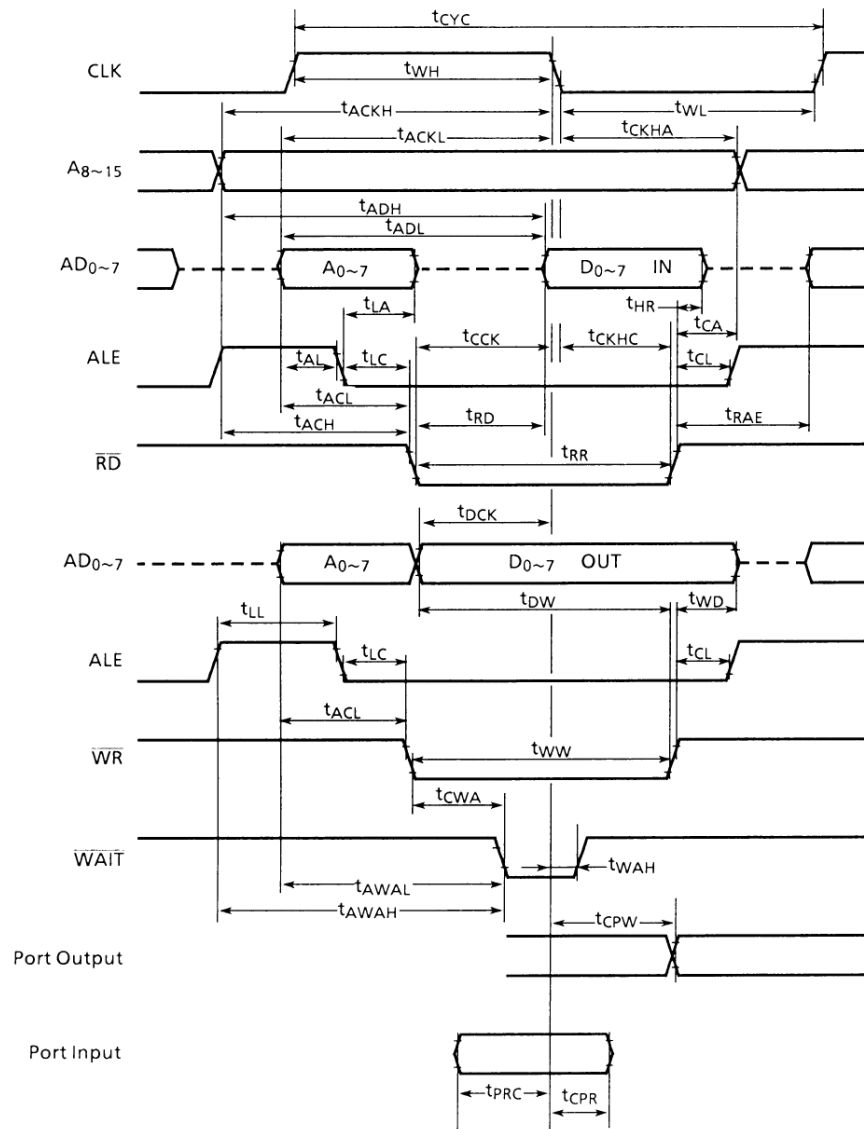 tCYC
CLK
tWH
tACKH
tWL
tACKL
tCKHA
A8~15
tADH
tADL
AD0~7
A0~7
D0~7 IN
tLA
tHR
tCA
tCCK
tCKHC
ALE
tAL
tLC
tCL
tACL
tRD
tRAE
tACH
tRR
RD
tDCK
AD0~7
A0~7
D0~7 OUT
tDW
tWD
tLL
ALE
tLC
tCL
tACL
WR
tWW
tCWA
WAIT
tWAH
tAWAL
tAWAH
tCPW
Port Output
Port Input
tPRC
tCPR